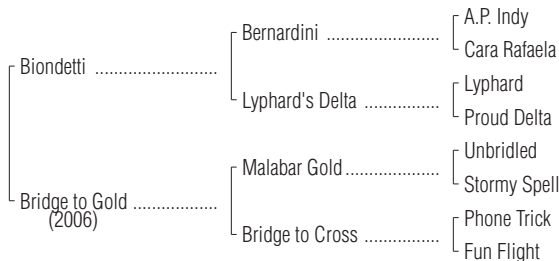 A.P. Indy
Bernardini ........................
Cara Rafaela
Biondetti ..........................
Lyphard
Lyphard's Delta ................
Proud Delta
Unbridled
Malabar Gold....................
Stormy Spell
Bridge to Gold ..................
(2006)
Phone Trick
Bridge to Cross ................
Fun Flight